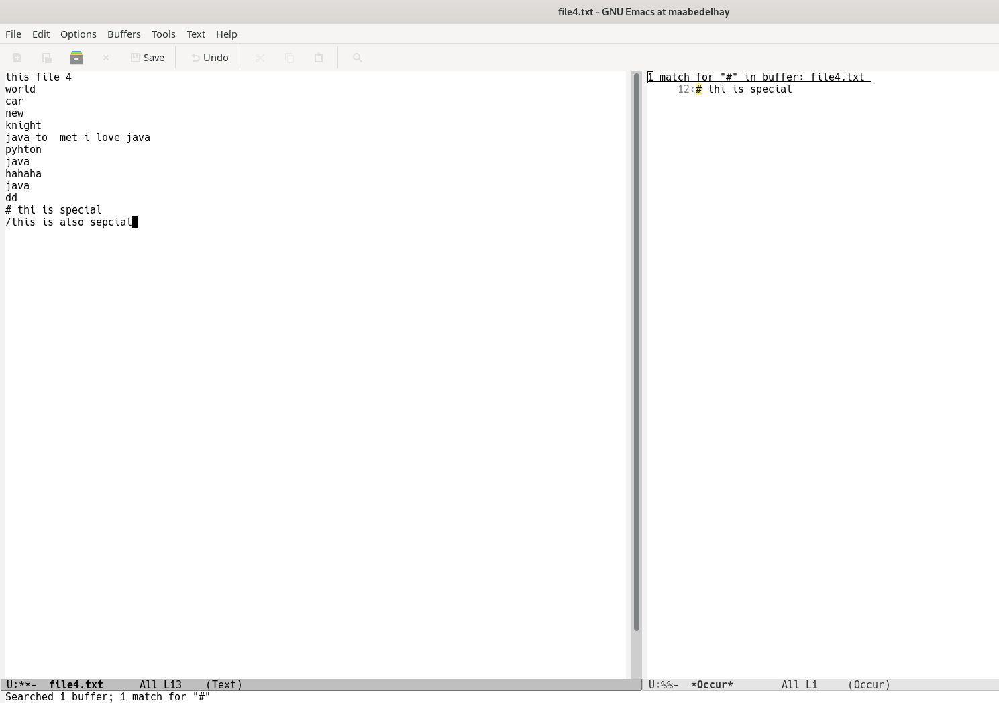 file4.txt - GNU Emacs at maabedelhay
File Edit Options Buffers Tools Text Help
Save Undo
this file 4
world
car
new
knight
java to  met i love java
pyhton
java
hahaha
java
dd
# thi is special
/this is also sepcial
1 match for "#" in buffer: file4.txt
12:# thi is special
U:**-  file4.txt      All L13    (Text)
U:%%-  *Occur*        All L1     (Occur)
Searched 1 buffer; 1 match for "#"